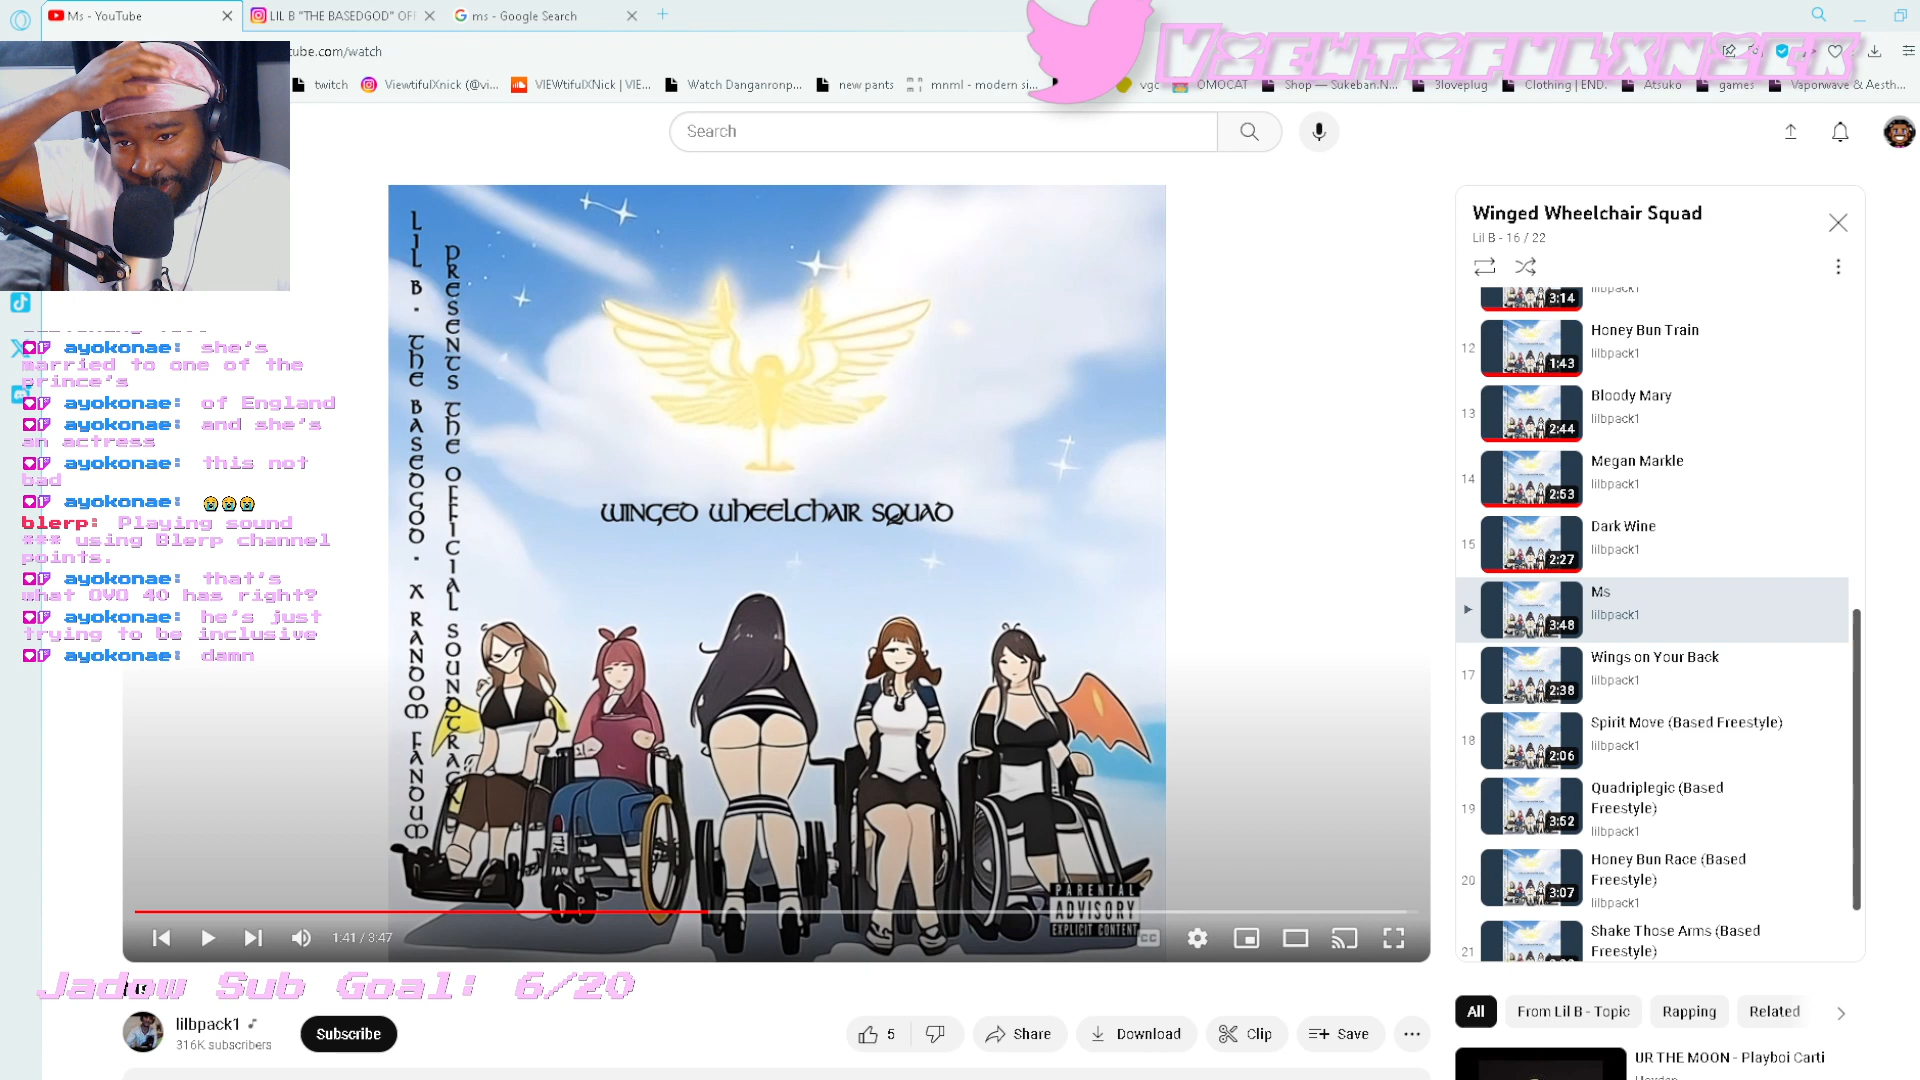 Ms - YouTube
LIL B "THE BASEDGOD" OFF
ms - Google Search
tube.com/watch
twitch
ViewtifulXnick (@vi...
VIEWtifulXNick | VIE...
Watch Danganronp...
new pants
mnml - modern si...
vgc
OMOCAT
Shop — Sukeban.N...
3loveplug
Clothing | END.
Atsuko
games
Vaporwave & Aesth...
Search
ayokonae: she's
married to one of the
prince's
ayokonae: of England
ayokonae: and she's
an actress
ayokonae: this not
bad
ayokonae: 😭😭😭
blerp: Playing sound
*** using Blerp channel
points.
ayokonae: that's
what OVO 40 has right?
ayokonae: he's just
trying to be inclusive
ayokonae: damn
LIL B - THE BASEDGOD - X RANDOM FANDUM
PRESENTS THE OFFICIAL SOUNDTRACK
WINGED WHEELCHAIR SQUAD
PARENTAL
ADVISORY
EXPLICIT CONTENT
1:41 / 3:47
CC
Winged Wheelchair Squad
Lil B - 16 / 22
3:14
lilbpack1
12
1:43
Honey Bun Train
lilbpack1
13
2:44
Bloody Mary
lilbpack1
14
2:53
Megan Markle
lilbpack1
15
2:27
Dark Wine
lilbpack1
3:48
Ms
lilbpack1
17
2:38
Wings on Your Back
lilbpack1
18
2:06
Spirit Move (Based Freestyle)
lilbpack1
19
3:52
Quadriplegic (Based
Freestyle)
lilbpack1
20
3:07
Honey Bun Race (Based
Freestyle)
lilbpack1
21
Shake Those Arms (Based
Freestyle)
Jadow Sub Goal: 6/20
lilbpack1
316K subscribers
Subscribe
5
Share
Download
Clip
Save
All
From Lil B - Topic
Rapping
Related
UR THE MOON - Playboi Carti